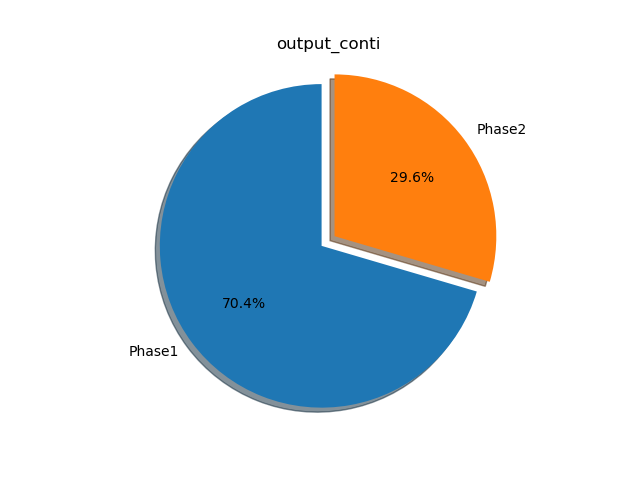 output_conti
Phase2
29.6%
70.4%
Phase1